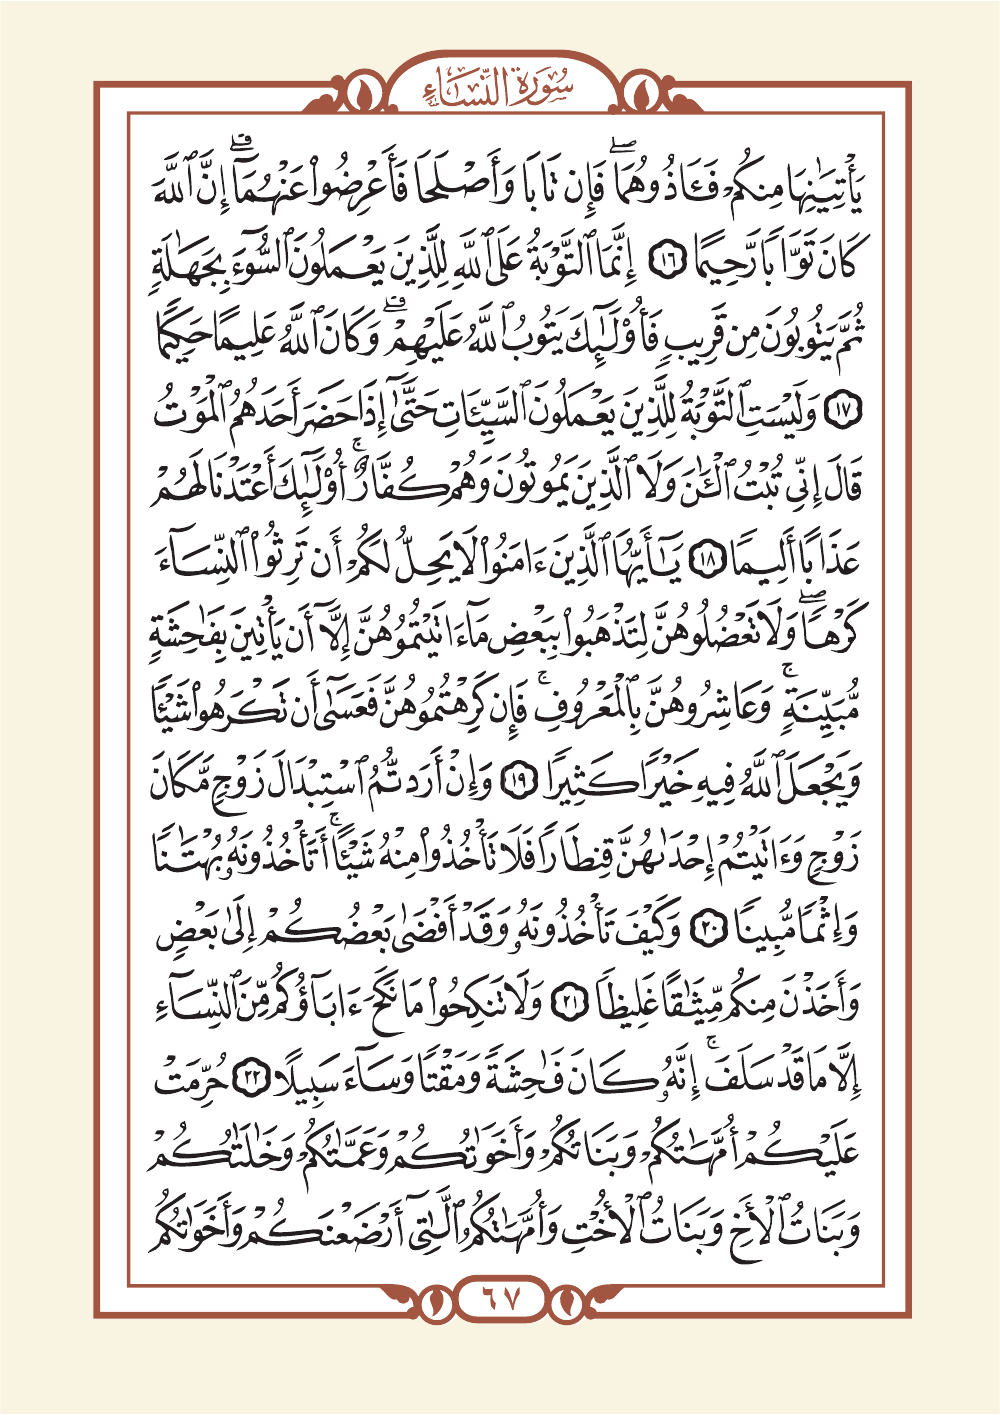 سُورَةُ النِّسَاءِ
يَأْتِيَٰنِهَا مِنكُمْ فَـَٔاذُوهُمَاۖ فَإِن تَابَا وَأَصْلَحَا فَأَعْرِضُوا۟ عَنْهُمَآۗ إِنَّ ٱللَّهَ
كَانَ تَوَّابًا رَّحِيمًا ١٦ إِنَّمَا ٱلتَّوْبَةُ عَلَى ٱللَّهِ لِلَّذِينَ يَعْمَلُونَ ٱلسُّوٓءَ بِجَهَٰلَةٍ
ثُمَّ يَتُوبُونَ مِن قَرِيبٍ فَأُو۟لَٰٓئِكَ يَتُوبُ ٱللَّهُ عَلَيْهِمْۗ وَكَانَ ٱللَّهُ عَلِيمًا حَكِيمًا
١٧ وَلَيْسَتِ ٱلتَّوْبَةُ لِلَّذِينَ يَعْمَلُونَ ٱلسَّيِّـَٔاتِ حَتَّىٰٓ إِذَا حَضَرَ أَحَدَهُمُ ٱلْمَوْتُ
قَالَ إِنِّى تُبْتُ ٱلْـَٰٔنَ وَلَا ٱلَّذِينَ يَمُوتُونَ وَهُمْ كُفَّارٌۚ أُو۟لَٰٓئِكَ أَعْتَدْنَا لَهُمْ
عَذَابًا أَلِيمًا ١٨ يَٰٓأَيُّهَا ٱلَّذِينَ ءَامَنُوا۟ لَا يَحِلُّ لَكُمْ أَن تَرِثُوا۟ ٱلنِّسَآءَ
كَرْهًاۖ وَلَا تَعْضُلُوهُنَّ لِتَذْهَبُوا۟ بِبَعْضِ مَآ ءَاتَيْتُمُوهُنَّ إِلَّآ أَن يَأْتِينَ بِفَٰحِشَةٍ
مُّبَيِّنَةٍۚ وَعَاشِرُوهُنَّ بِٱلْمَعْرُوفِۚ فَإِن كَرِهْتُمُوهُنَّ فَعَسَىٰٓ أَن تَكْرَهُوا۟ شَيْـًٔا
وَيَجْعَلَ ٱللَّهُ فِيهِ خَيْرًا كَثِيرًا ١٩ وَإِنْ أَرَدتُّمُ ٱسْتِبْدَالَ زَوْجٍ مَّكَانَ
زَوْجٍ وَءَاتَيْتُمْ إِحْدَىٰهُنَّ قِنطَارًا فَلَا تَأْخُذُوا۟ مِنْهُ شَيْـًٔاۚ أَتَأْخُذُونَهُۥ بُهْتَٰنًا
وَإِثْمًا مُّبِينًا ٢٠ وَكَيْفَ تَأْخُذُونَهُۥ وَقَدْ أَفْضَىٰ بَعْضُكُمْ إِلَىٰ بَعْضٍ
وَأَخَذْنَ مِنكُم مِّيثَٰقًا غَلِيظًا ٢١ وَلَا تَنكِحُوا۟ مَا نَكَحَ ءَابَآؤُكُم مِّنَ ٱلنِّسَآءِ
إِلَّا مَا قَدْ سَلَفَۚ إِنَّهُۥ كَانَ فَٰحِشَةً وَمَقْتًا وَسَآءَ سَبِيلًا ٢٢ حُرِّمَتْ
عَلَيْكُمْ أُمَّهَٰتُكُمْ وَبَنَاتُكُمْ وَأَخَوَٰتُكُمْ وَعَمَّٰتُكُمْ وَخَٰلَٰتُكُمْ
وَبَنَاتُ ٱلْأَخِ وَبَنَاتُ ٱلْأُخْتِ وَأُمَّهَٰتُكُمُ ٱلَّٰتِىٓ أَرْضَعْنَكُمْ وَأَخَوَٰتُكُم
٦٧